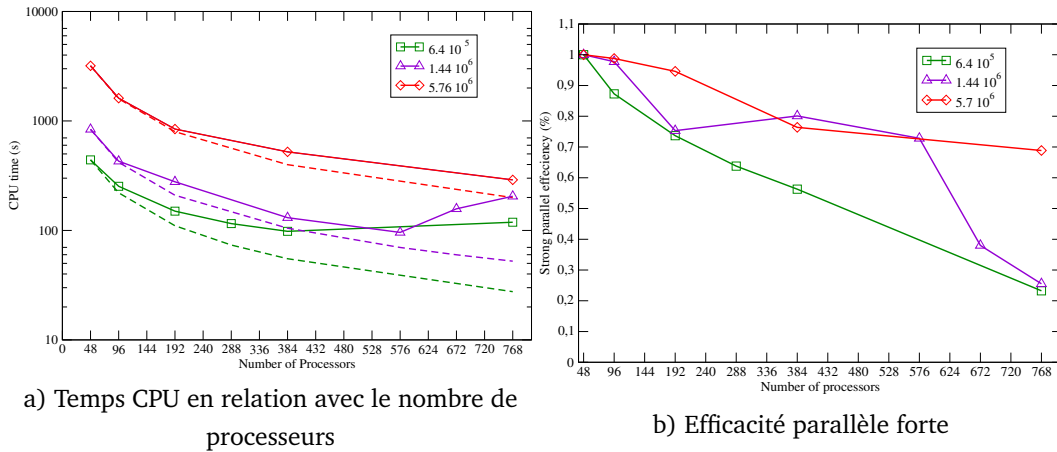 10000
1000
100
10
CPU time (s)
6.4 10^5
1.44 10^6
5.76 10^6
0 48 96 144 192 240 288 336 384 432 480 528 576 624 672 720 768
Number of Processors
a) Temps CPU en relation avec le nombre de
processeurs
1,1
1
0,9
0,8
0,7
0,6
0,5
0,4
0,3
0,2
0,1
0
Strong parallel effeciency (%)
6.4 10^5
1.44 10^6
5.7 10^6
48 96 144 192 240 288 336 384 432 480 528 576 624 672 720 768
Number of processors
b) Efficacité parallèle forte